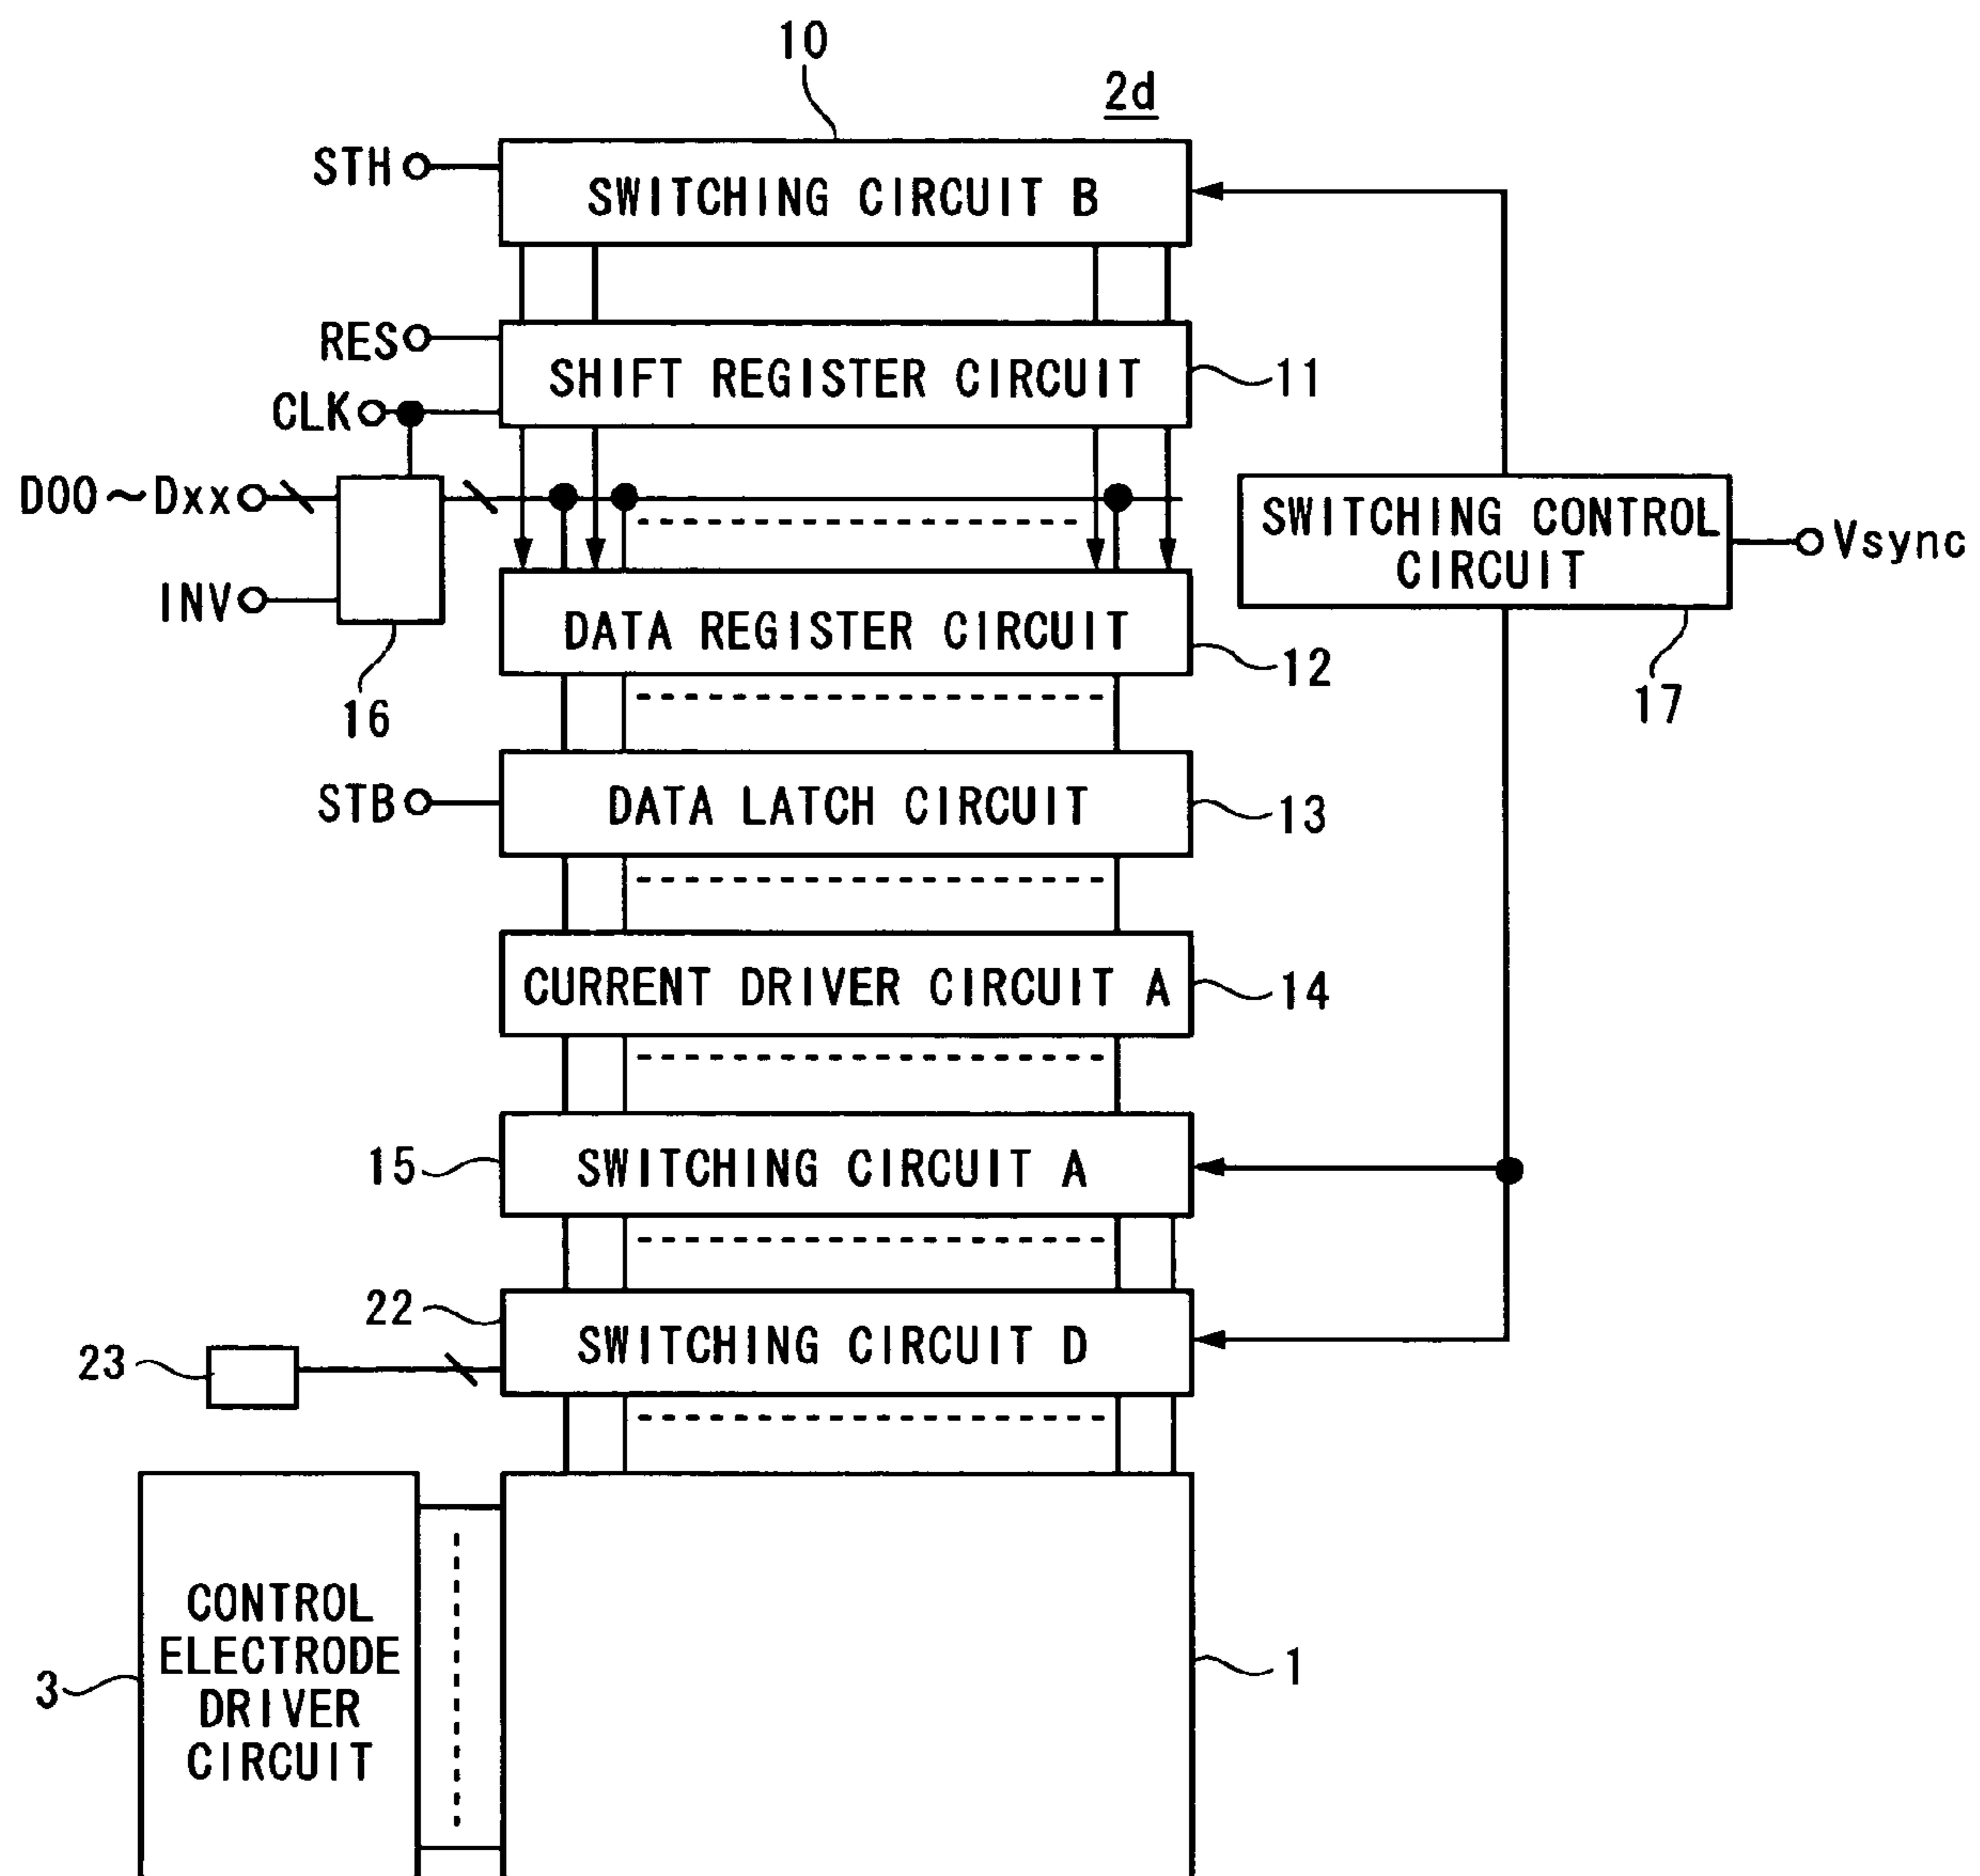 10
2d
STH
SWITCHING CIRCUIT B
RES
SHIFT REGISTER CIRCUIT
11
CLK
D00~Dxx
SWITCHING CONTROL
CIRCUIT
Vsync
INV
DATA REGISTER CIRCUIT
12
16
17
STB
DATA LATCH CIRCUIT
13
CURRENT DRIVER CIRCUIT A
14
15
SWITCHING CIRCUIT A
22
SWITCHING CIRCUIT D
23
CONTROL
ELECTRODE
DRIVER
CIRCUIT
3
1